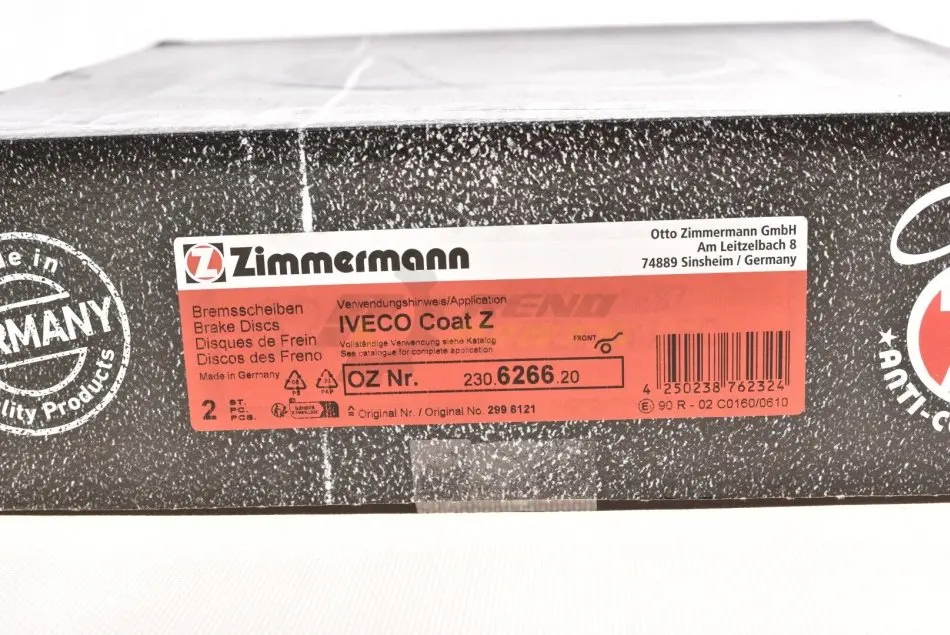 Zimmermann
Otto Zimmermann GmbH
Am Leitzelbach 8
74889 Sinsheim / Germany
Bremsscheiben
Brake Discs
Disques de Frein
Discos des Freno
Made in Germany
2 ST.
PC.
PCS.
Verwendungshinweis/Application
IVECO Coat Z
Vollständige Verwendung siehe Katalog
See catalogue for complete application
FRONT
OZ Nr. 230.6266.20
≙ Original Nr. / Original No. 299 6121
4 250238 762324
E 90 R - 02 C0160/0610
in
GERMANY
Quality Products
ANTI-CO